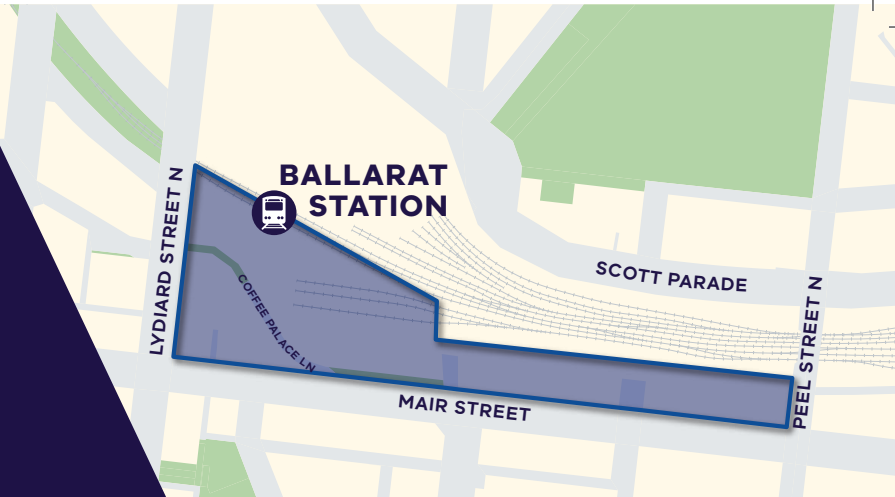 BALLARAT
STATION
LYDIARD STREET N
COFFEE PALACE LN
SCOTT PARADE
PEEL STREET N
MAIR STREET